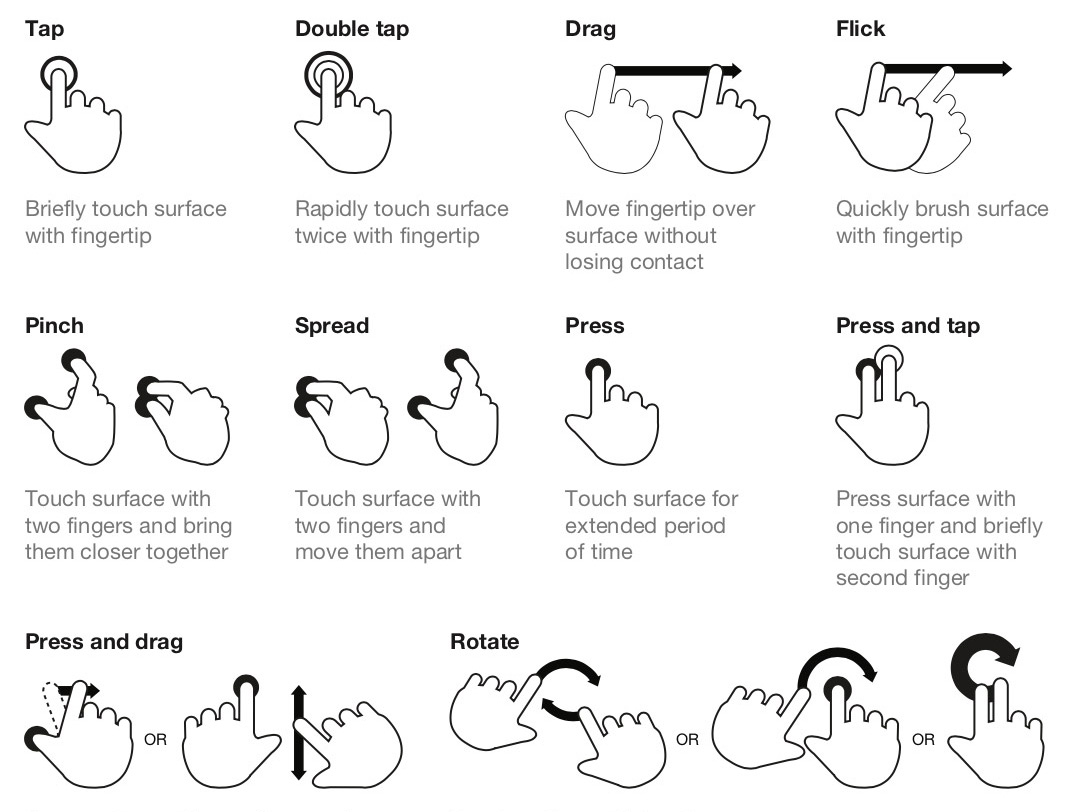 Tap
Double tap
Drag
Flick
Briefly touch surface
with fingertip
Rapidly touch surface
twice with fingertip
Move fingertip over
surface without
losing contact
Quickly brush surface
with fingertip
Pinch
Spread
Press
Press and tap
Touch surface with
two fingers and bring
them closer together
Touch surface with
two fingers and
move them apart
Touch surface for
extended period
of time
Press surface with
one finger and briefly
touch surface with
second finger
Press and drag
Rotate
OR
OR
OR